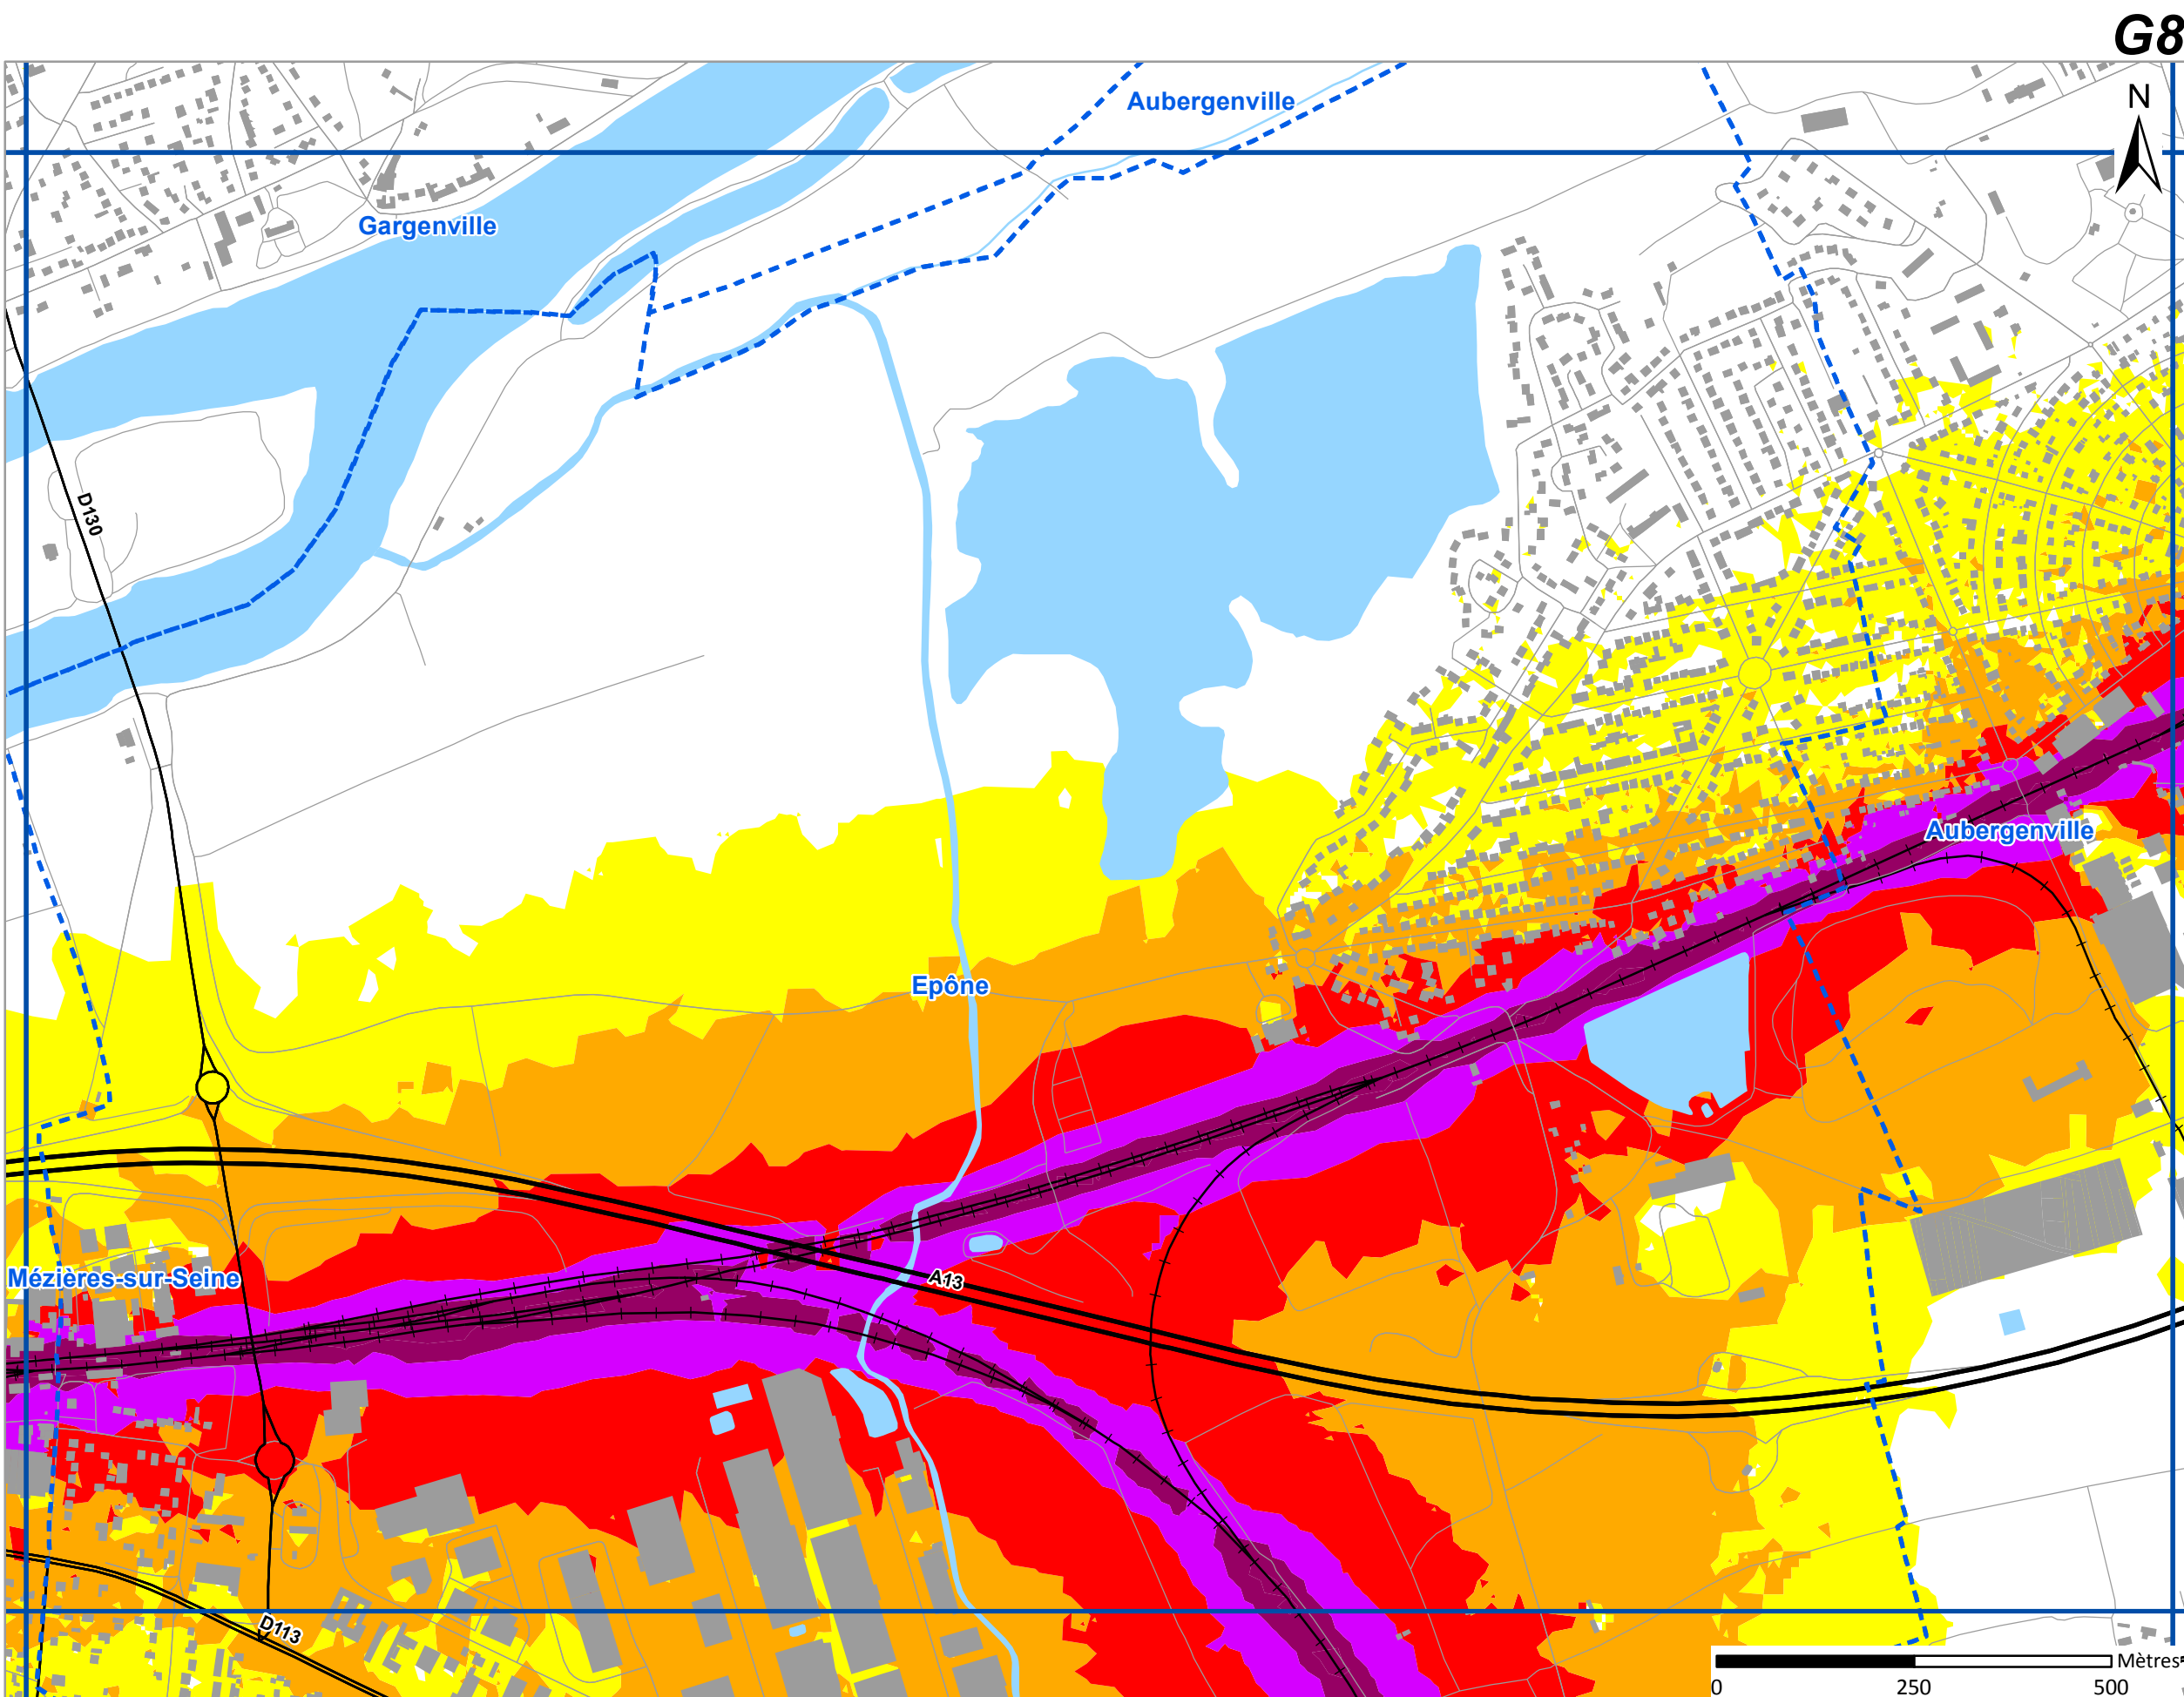 G8
N
Aubergenville
Gargenville
D130
Aubergenville
Epône
A13
Mézières-sur-Seine
D113
Mètres
0 250 500